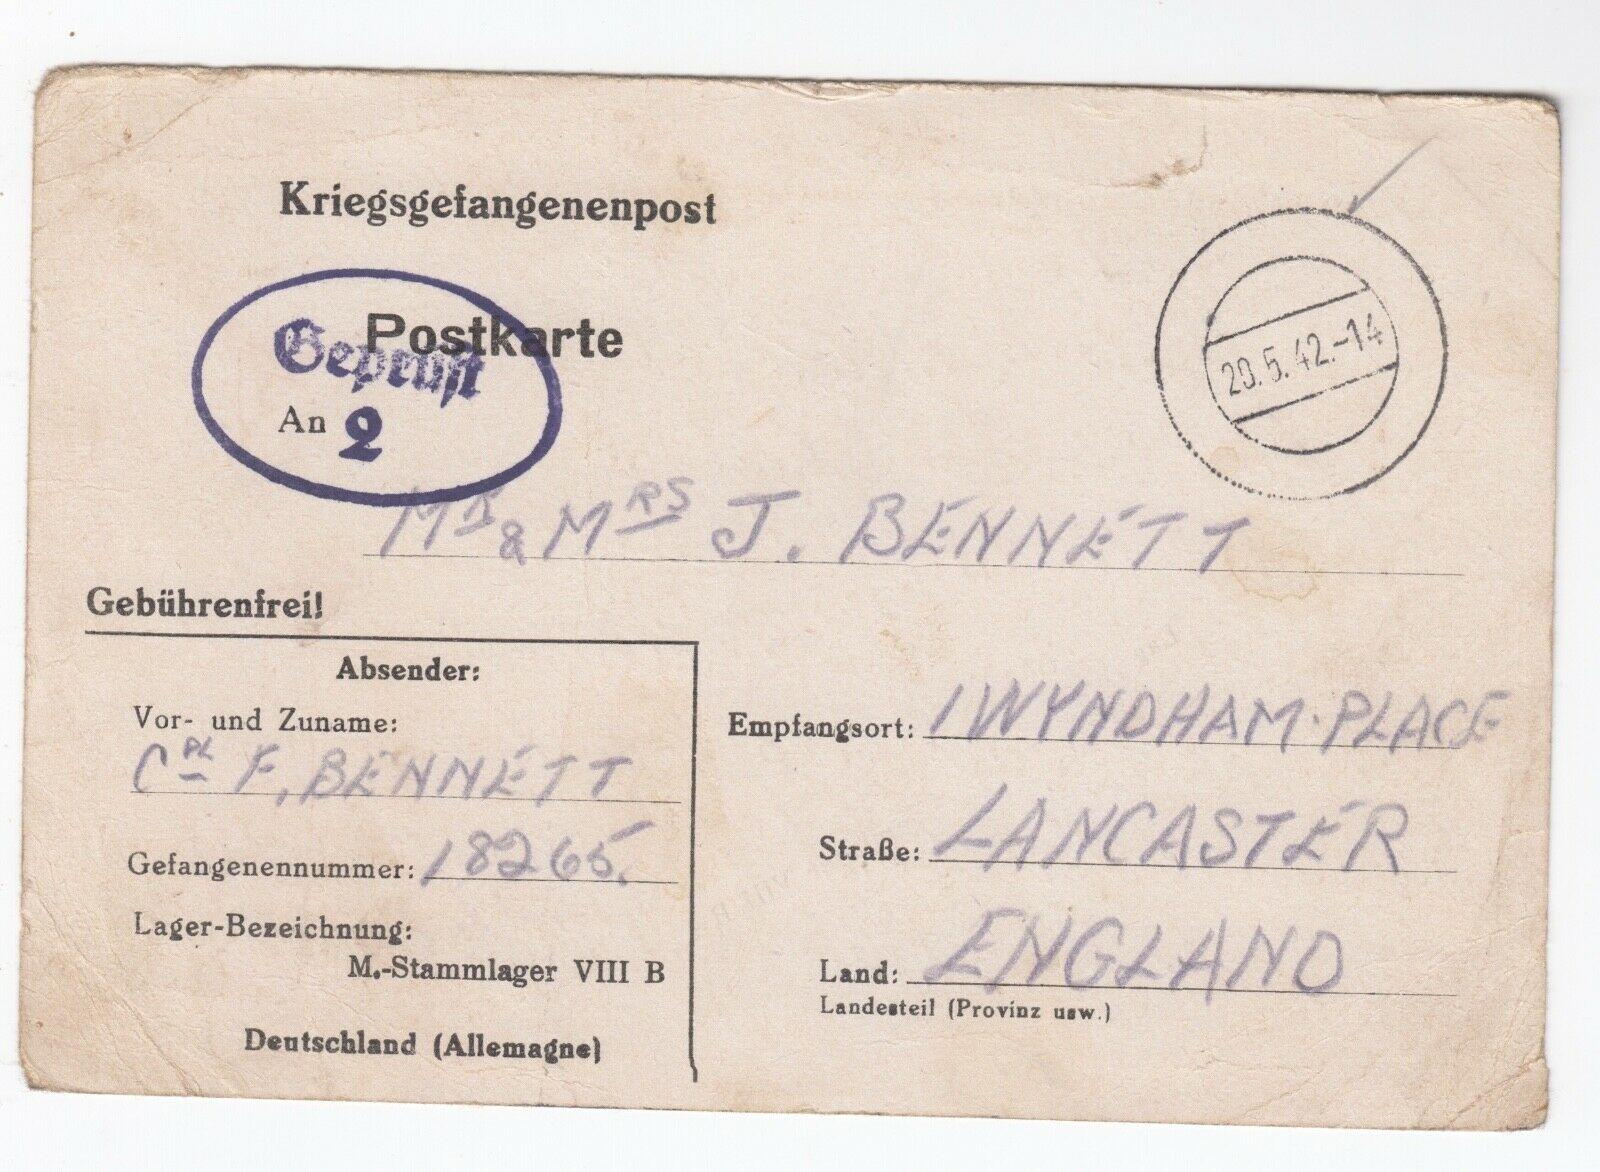 Kriegsgefangenenpost
Postkarte
Geprüft
An 2
20.5.42.-14
MR & MRS J. BENNETT
Gebührenfrei!
Absender:
Vor- und Zuname:
CPL F. BENNETT
Gefangenennummer: 18265.
Lager-Bezeichnung:
M.-Stammlager VIII B
Deutschland (Allemagne)
Empfangsort: 1 WYNDHAM. PLACE
Straße: LANCASTER
Land: ENGLAND
Landesteil (Provinz usw.)